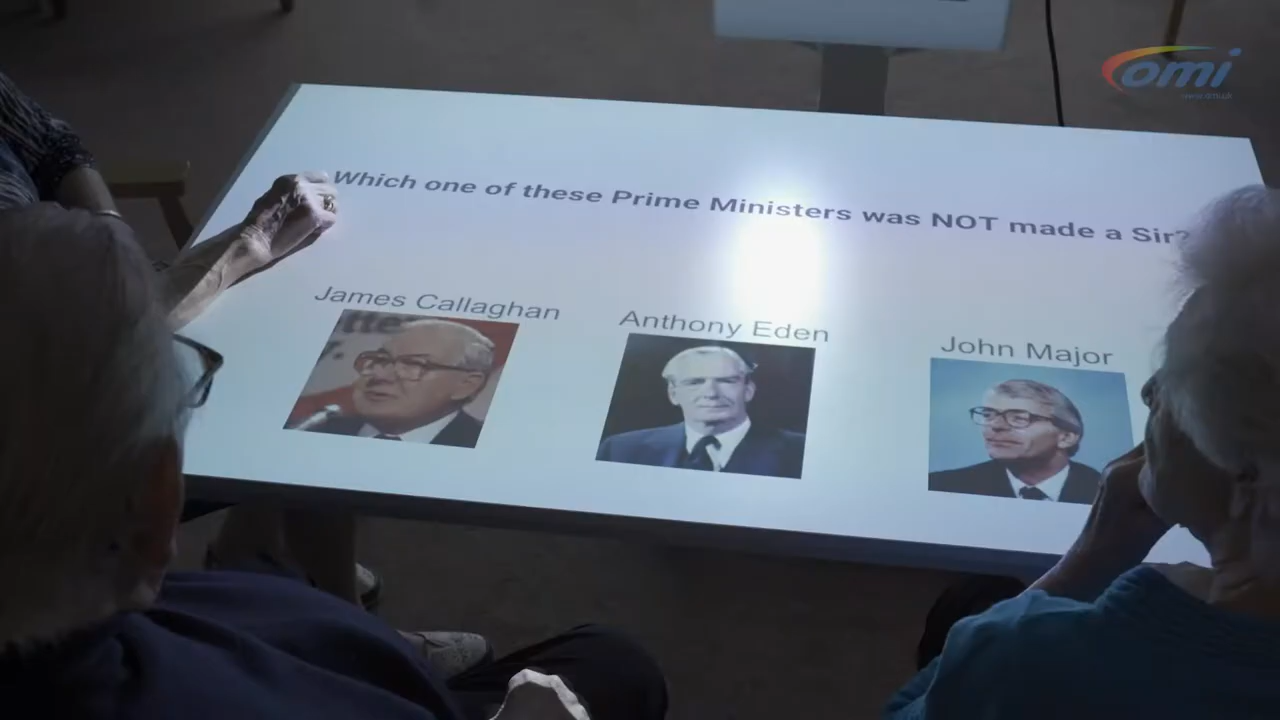 omi
Which one of these Prime Ministers was NOT made a Sir?
James Callaghan
Anthony Eden
John Major